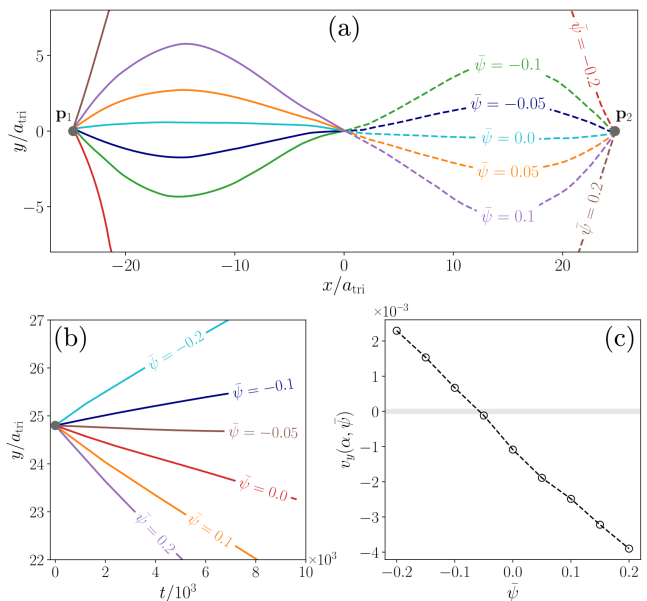 (a)
5
0
−5
y/a_tri
p₁
p₂
ψ̄ = −0.1
ψ̄ = −0.05
ψ̄ = 0.0
ψ̄ = 0.05
ψ̄ = 0.1
ψ̄ = −0.2
ψ̄ = 0.2
−20
−10
0
10
20
x/a_tri
(b)
27
26
25
24
23
22
y/a_tri
ψ̄ = −0.2
ψ̄ = −0.1
ψ̄ = −0.05
ψ̄ = 0.0
ψ̄ = 0.1
ψ̄ = 0.2
0
2
4
6
8
10
×10³
t/10³
×10⁻³
(c)
2
1
0
−1
−2
−3
−4
v_y(α, ψ̄)
−0.2
−0.1
0.0
0.1
0.2
ψ̄